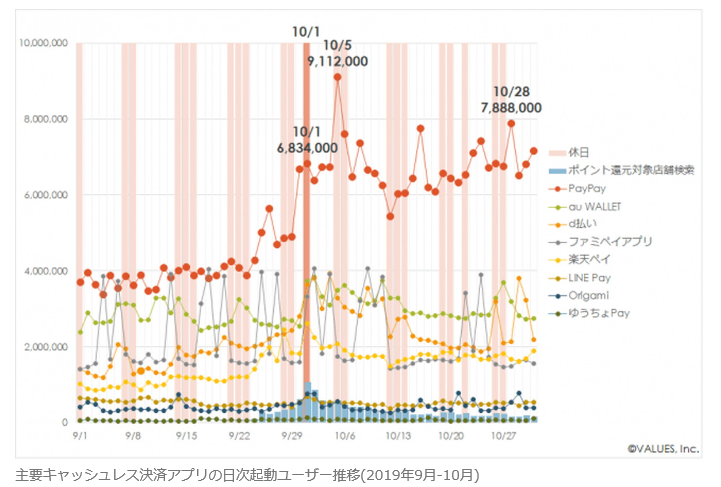 10/1
10/5
9,112,000
10/28
7,888,000
10/1
6,834,000
10,000,000
8,000,000
6,000,000
4,000,000
2,000,000
0
9/1
9/8
9/15
9/22
9/29
10/6
10/13
10/20
10/27
休日
ポイント還元対象店舗検索
PayPay
au WALLET
d払い
ファミペイアプリ
楽天ペイ
LINE Pay
Origami
ゆうちょPay
©VALUES, Inc.
主要キャッシュレス決済アプリの日次起動ユーザー推移(2019年9月-10月)